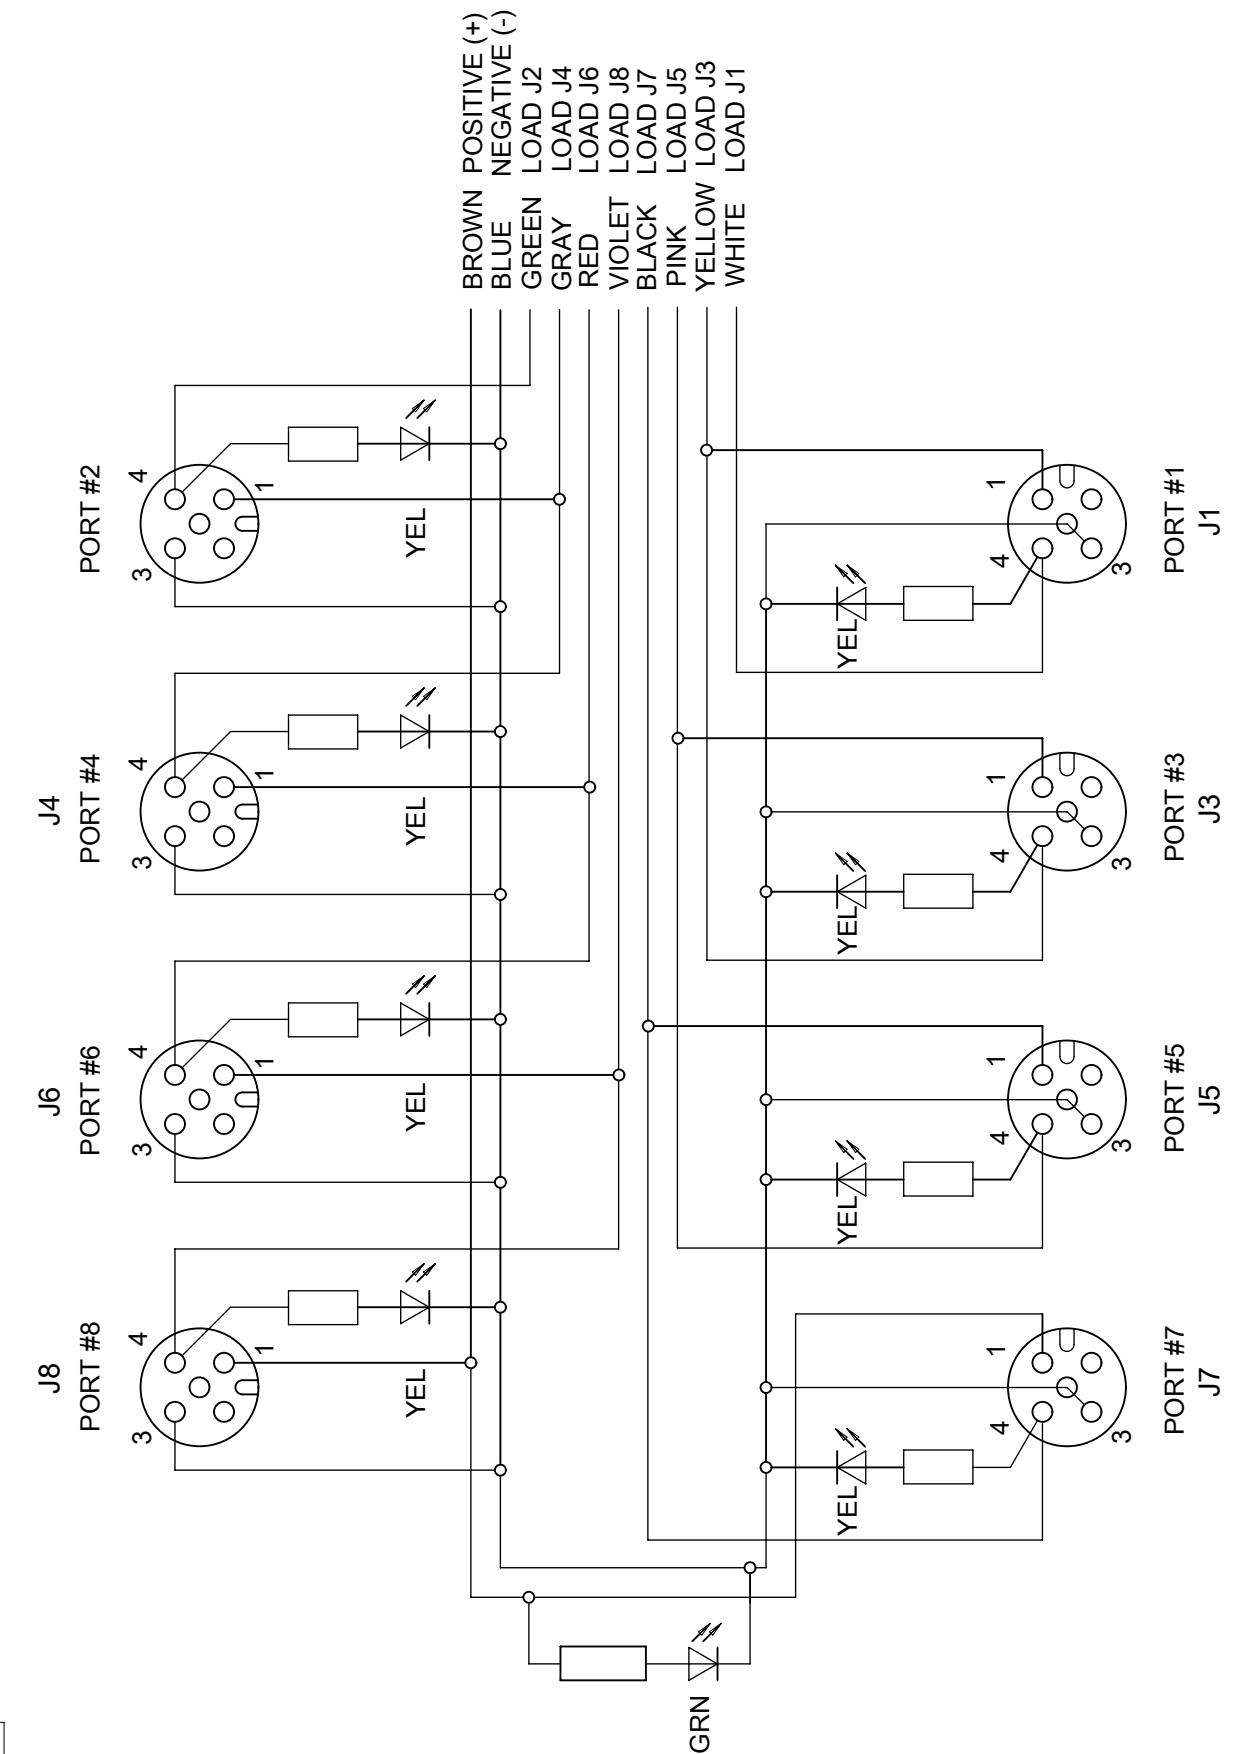 BROWN POSITIVE (+)
BLUE NEGATIVE (-)
GREEN LOAD J2
GRAY LOAD J4
RED LOAD J6
VIOLET LOAD J8
BLACK LOAD J7
PINK LOAD J5
YELLOW LOAD J3
WHITE LOAD J1
J8
PORT #8
3
4
1
YEL
J6
PORT #6
3
4
1
YEL
J4
PORT #4
3
4
1
YEL
PORT #2
3
4
1
YEL
GRN
YEL
4
1
3
PORT #7
J7
YEL
4
1
3
PORT #5
J5
YEL
4
1
3
PORT #3
J3
YEL
4
1
3
PORT #1
J1